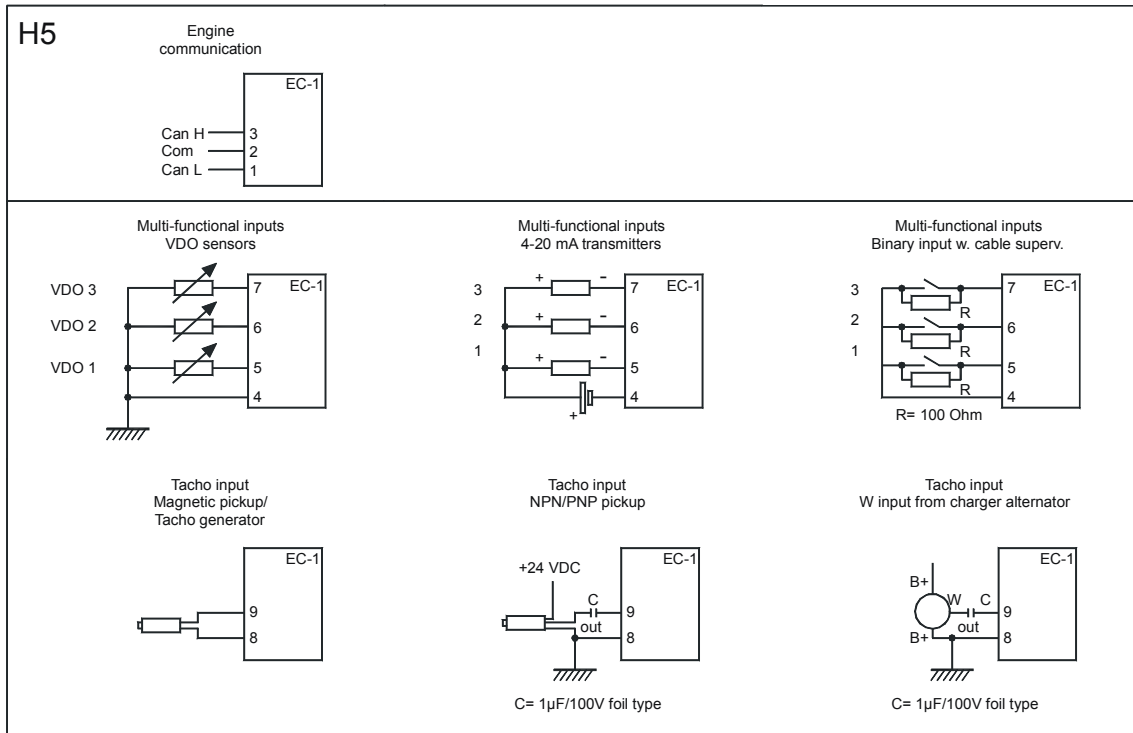 H5
Engine
communication
EC-1
Can H
3
Com
2
Can L
1
Multi-functional inputs
VDO sensors
VDO 3
7
EC-1
VDO 2
6
VDO 1
5
4
Multi-functional inputs
4-20 mA transmitters
3
+
-
7
EC-1
2
+
-
6
1
+
-
5
+
4
Multi-functional inputs
Binary input w. cable superv.
3
7
EC-1
R
2
6
R
1
5
R
4
R= 100 Ohm
Tacho input
Magnetic pickup/
Tacho generator
EC-1
9
8
Tacho input
NPN/PNP pickup
EC-1
+24 VDC
C
9
out
8
C= 1µF/100V foil type
Tacho input
W input from charger alternator
EC-1
B+
W
C
9
out
B+
8
C= 1µF/100V foil type